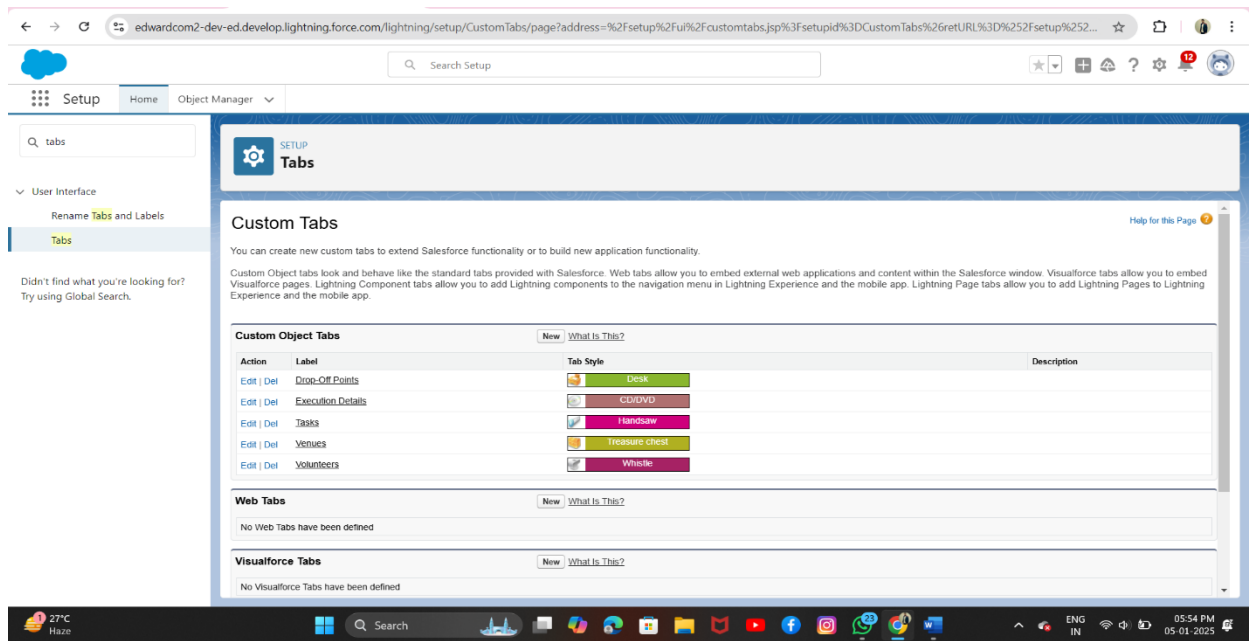 edwardcom2-dev-ed.develop.lightning.force.com/lightning/setup/CustomTabs/page?address=%2Fsetup%2Fui%2Fcustomtabs.jsp%3Fsetupid%3DCustomTabs%26retURL%3D%252Fsetup%252...
Search Setup
12
Setup Home Object Manager
tabs
SETUP
Tabs
User Interface
Rename Tabs and Labels
Tabs
Didn't find what you're looking for?
Try using Global Search.
Custom Tabs
Help for this Page
You can create new custom tabs to extend Salesforce functionality or to build new application functionality.
Custom Object tabs look and behave like the standard tabs provided with Salesforce. Web tabs allow you to embed external web applications and content within the Salesforce window. Visualforce tabs allow you to embed
Visualforce pages. Lightning Component tabs allow you to add Lightning components to the navigation menu in Lightning Experience and the mobile app. Lightning Page tabs allow you to add Lightning Pages to Lightning
Experience and the mobile app.
Custom Object Tabs New What Is This?
Action Label Tab Style Description
Edit | Del Drop-Off Points Desk
Edit | Del Execution Details CD/DVD
Edit | Del Tasks Handsaw
Edit | Del Venues Treasure chest
Edit | Del Volunteers Whistle
Web Tabs New What Is This?
No Web Tabs have been defined
Visualforce Tabs New What Is This?
No Visualforce Tabs have been defined
1
27°C
Haze
Search
23
ENG
IN
05:54 PM
05-01-2025